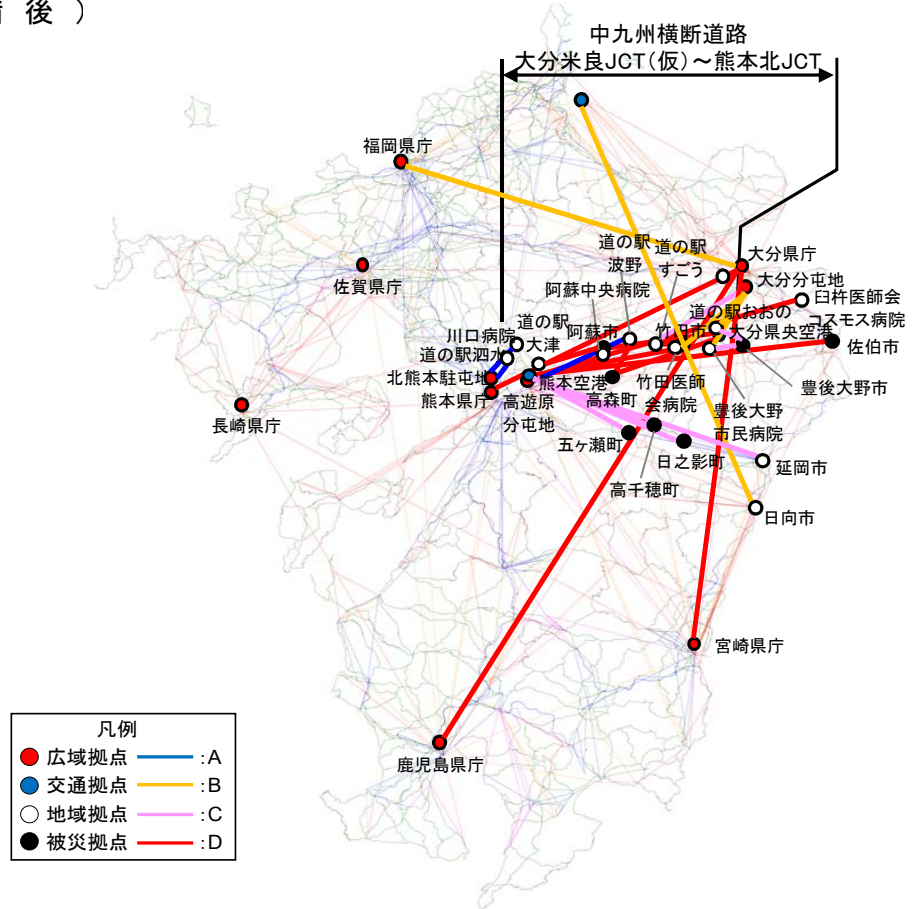 後 ）
中九州横断道路
大分米良JCT（仮）～熊本北JCT
福岡県庁
佐賀県庁
長崎県庁
道の駅
波野
道の駅
すごう
大分県庁
大分分屯地
臼杵医師会
コスモス病院
阿蘇中央病院
道の駅おおの
道の駅
大津
阿蘇市
竹田市
大分県央空港
佐伯市
川口病院
道の駅泗水
北熊本駐屯地
熊本県庁
熊本空港
高遊原
分屯地
高森町
竹田医師
会病院
豊後大野市
豊後大野
市民病院
五ヶ瀬町
日之影町
高千穂町
延岡市
日向市
宮崎県庁
鹿児島県庁
凡例
広域拠点 :A
交通拠点 :B
地域拠点 :C
被災拠点 :D